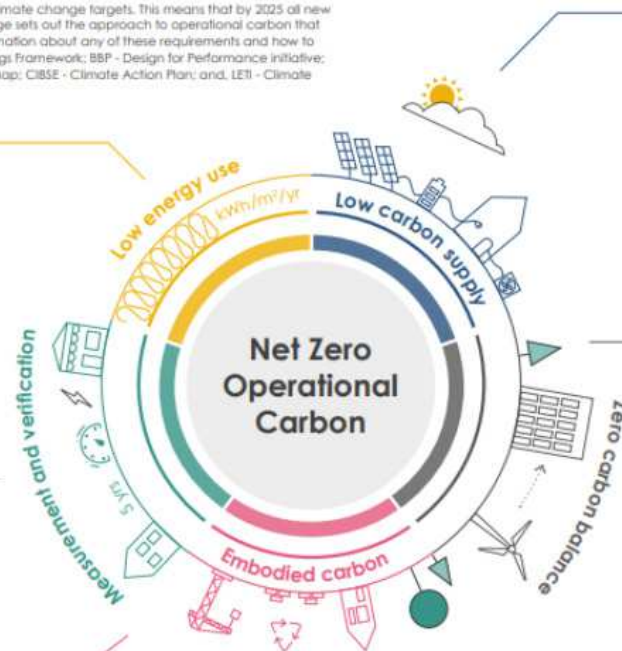 imate change targets. This means that by 2025 all new
ge sets out the approach to operational carbon that
mation about any of these requirements and how to
gs Framework; BBP - Design for Performance initiative;
ap; CIBSE - Climate Action Plan; and, LETI - Climate
Low energy use
kWh/m²/yr
Low carbon supply
Net Zero
Operational
Carbon
Measurement and verification
5 yrs
zero carbon balance
Embodied carbon